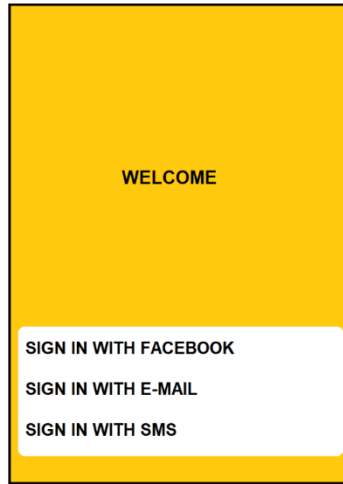 WELCOME
SIGN IN WITH FACEBOOK
SIGN IN WITH E-MAIL
SIGN IN WITH SMS